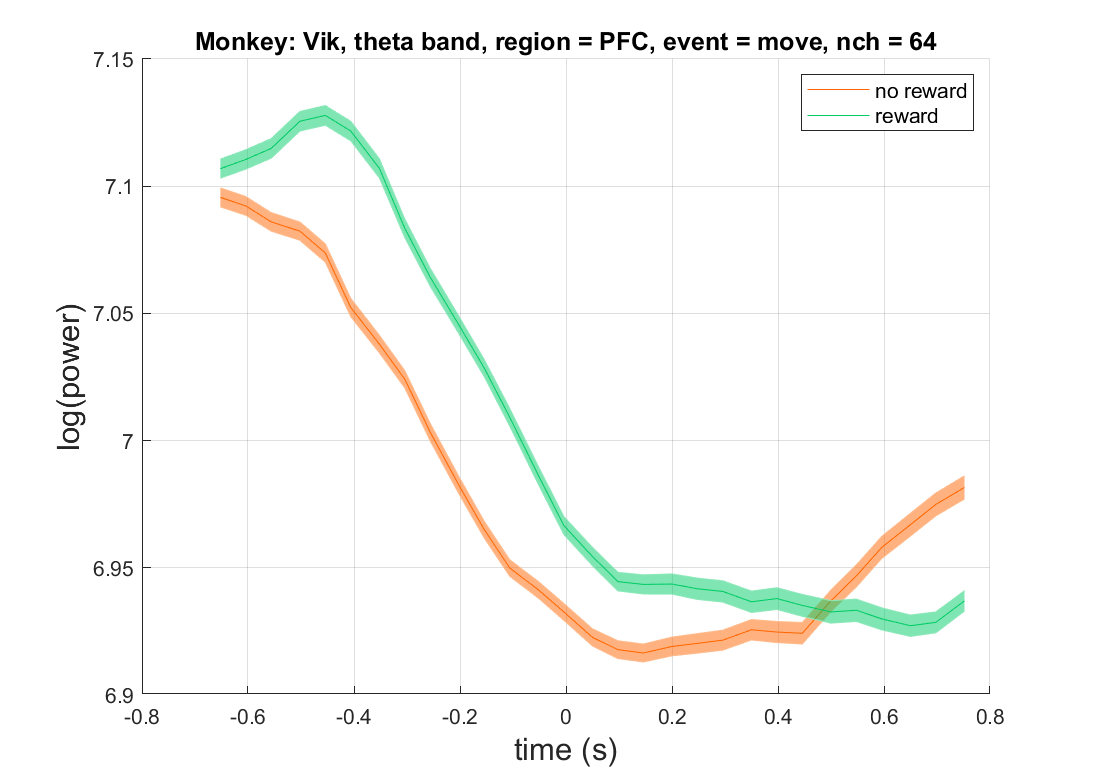 Monkey: Vik, theta band, region = PFC, event = move, nch = 64
7.15
no reward
reward
7.1
7.05
log(power)
7
6.95
6.9
-0.8 -0.6 -0.4 -0.2 0 0.2 0.4 0.6 0.8
time (s)